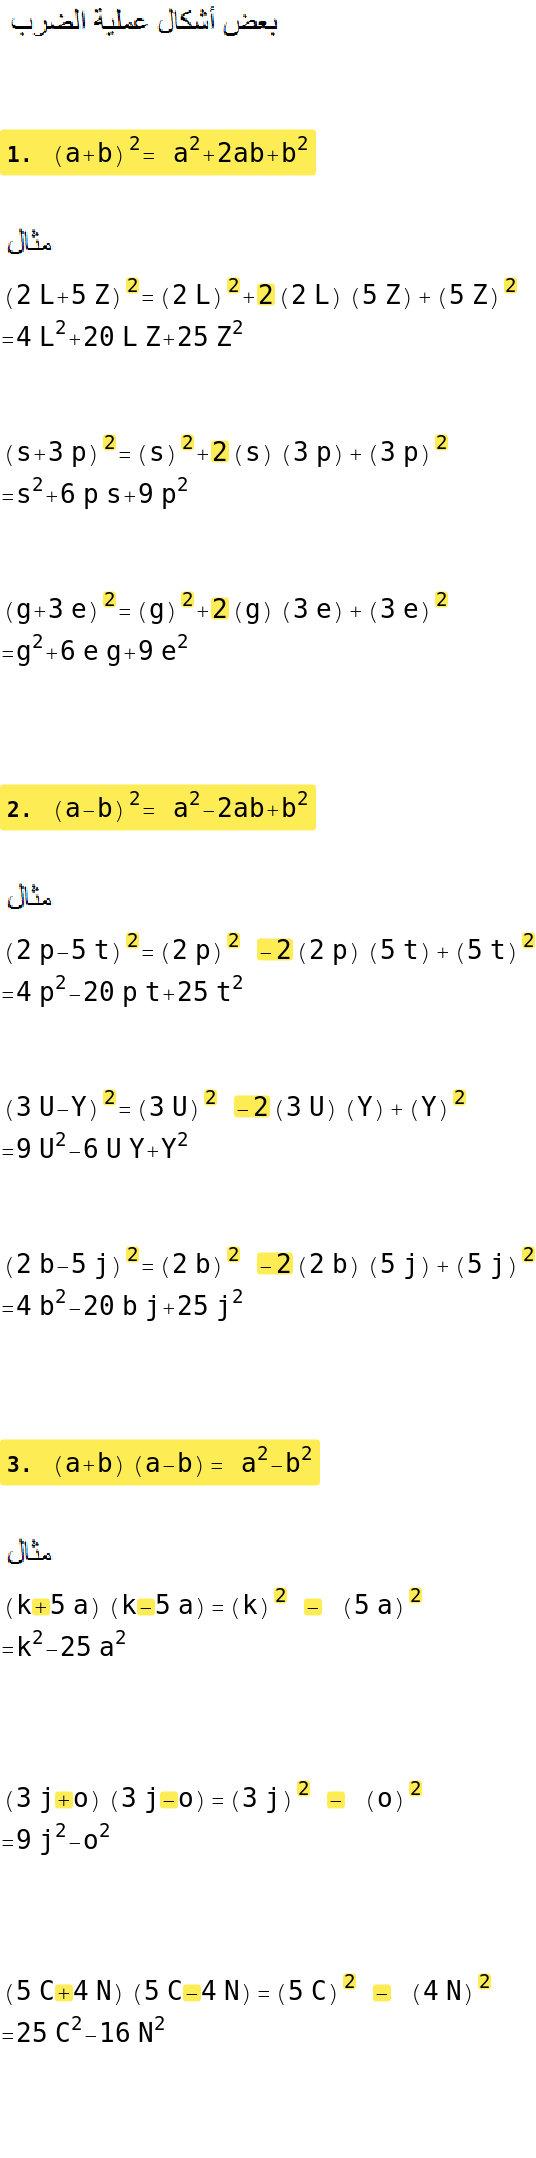 بعض أشكال عملية الضرب
1. (a+b)²= a²+2ab+b²
مثال
(2 L+5 Z)²=(2 L)²+2(2 L) (5 Z)+(5 Z)²
=4 L²+20 L Z+25 Z²
(s+3 p)²=(s)²+2(s) (3 p)+(3 p)²
=s²+6 p s+9 p²
(g+3 e)²=(g)²+2(g) (3 e)+(3 e)²
=g²+6 e g+9 e²
2. (a−b)²= a²−2ab+b²
مثال
(2 p−5 t)²=(2 p)² −2(2 p) (5 t)+(5 t)²
=4 p²−20 p t+25 t²
(3 U−Y)²=(3 U)² −2(3 U) (Y)+(Y)²
=9 U²−6 U Y+Y²
(2 b−5 j)²=(2 b)² −2(2 b) (5 j)+(5 j)²
=4 b²−20 b j+25 j²
3. (a+b) (a−b)= a²−b²
مثال
(k+5 a) (k−5 a)=(k)² − (5 a)²
=k²−25 a²
(3 j+o) (3 j−o)=(3 j)² − (o)²
=9 j²−o²
(5 C+4 N) (5 C−4 N)=(5 C)² − (4 N)²
=25 C²−16 N²